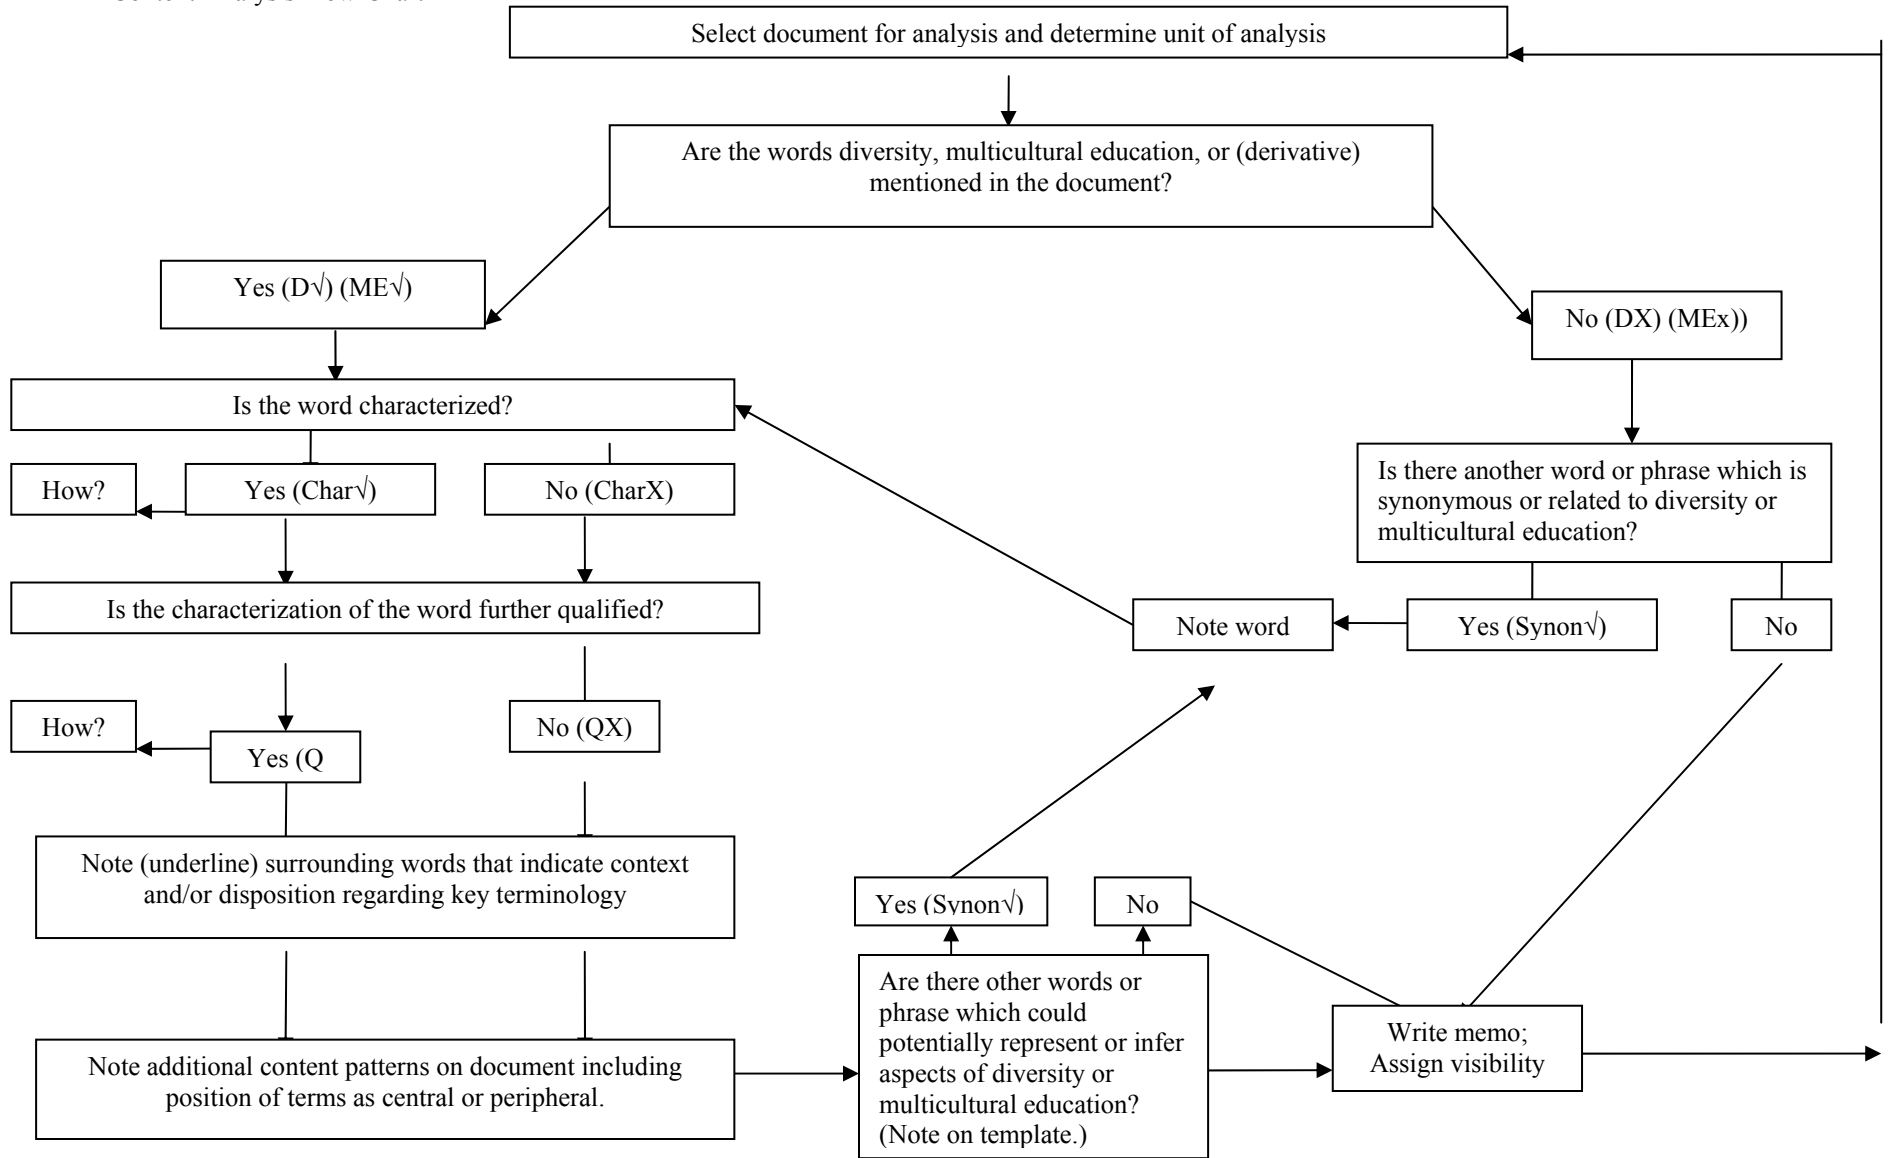 Select document for analysis and determine unit of analysis
Are the words diversity, multicultural education, or (derivative)
mentioned in the document?
Yes (D√) (ME√)
No (DX) (MEx))
Is the word characterized?
How?
Yes (Char√)
No (CharX)
Is there another word or phrase which is
synonymous or related to diversity or
multicultural education?
Is the characterization of the word further qualified?
Note word
Yes (Synon√)
No
How?
Yes (Q
No (QX)
Note (underline) surrounding words that indicate context
and/or disposition regarding key terminology
Yes (Synon√)
No
Are there other words or
phrase which could
potentially represent or infer
aspects of diversity or
multicultural education?
(Note on template.)
Write memo;
Assign visibility
Note additional content patterns on document including
position of terms as central or peripheral.